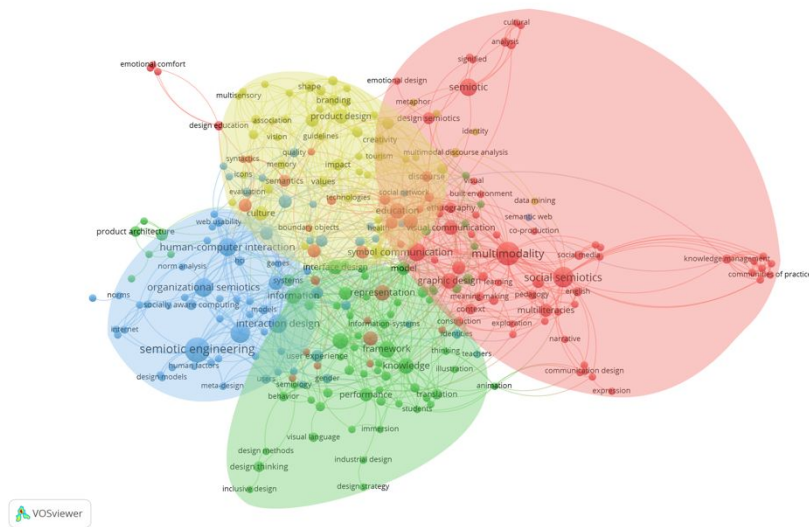 cultural
analysis
signified
semiotic
emotional comfort
emotional design
multisensory
shape
branding
metaphor
product design
design semiotics
association
identity
design education
vision
guidelines
creativity
syntactics
quality
tourism
multimodal discourse analysis
icons
memory
impact
semantics
values
discourse
visual
evaluation
social network
built environment
technologies
data mining
culture
education
ethnography
semantic web
web usability
boundary objects
health
visual communication
co-production
product architecture
human-computer interaction
symbol communication
multimodality
social media
knowledge management
hci
games
interface design
model
norm analysis
systems
graphic design
learning
social semiotics
communities of practice
organizational semiotics
information
representation
meaning making
pedagogy
english
norms
socially aware computing
models
context
multiliteracies
internet
interaction design
information systems
construction
exploration
identities
narrative
semiotic engineering
framework
thinking
teachers
user experience
human factors
knowledge
illustration
communication design
design models
meta-design
users
semiology
gender
animation
expression
behavior
performance
translation
students
visual language
immersion
design methods
design thinking
industrial design
inclusive design
design strategy
VOSviewer